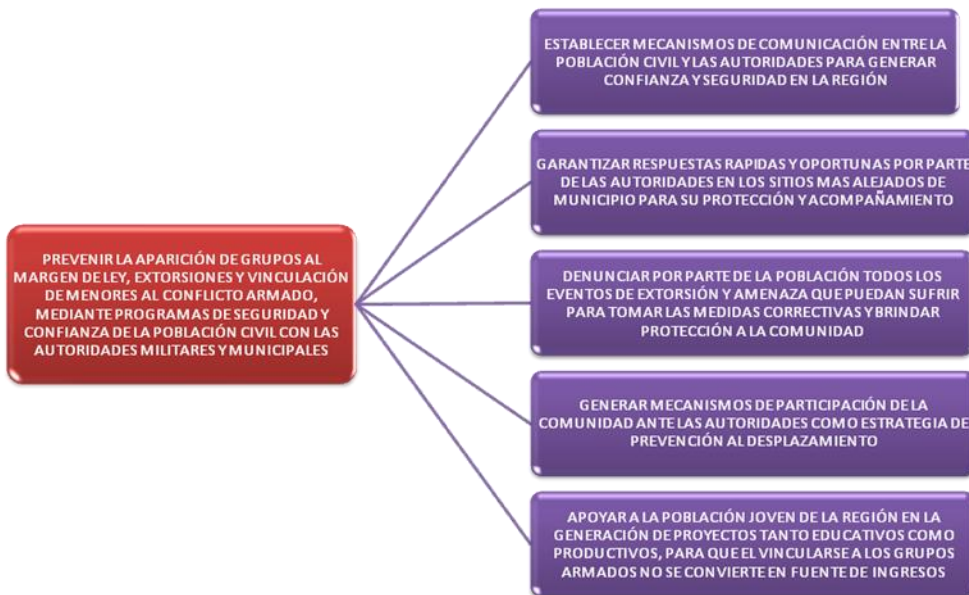 PREVENIR LA APARICIÓN DE GRUPOS AL
MARGEN DE LEY, EXTORSIONES Y VINCULACIÓN
DE MENORES AL CONFLICTO ARMADO,
MEDIANTE PROGRAMAS DE SEGURIDAD Y
CONFIANZA DE LA POBLACIÓN CIVIL CON LAS
AUTORIDADES MILITARES Y MUNICIPALES
ESTABLECER MECANISMOS DE COMUNICACIÓN ENTRE LA
POBLACIÓN CIVIL Y LAS AUTORIDADES PARA GENERAR
CONFIANZA Y SEGURIDAD EN LA REGIÓN
GARANTIZAR RESPUESTAS RAPIDAS Y OPORTUNAS POR PARTE
DE LAS AUTORIDADES EN LOS SITIOS MAS ALEJADOS DE
MUNICIPIO PARA SU PROTECCIÓN Y ACOMPAÑAMIENTO
DENUNCIAR POR PARTE DE LA POBLACIÓN TODOS LOS
EVENTOS DE EXTORSIÓN Y AMENAZA QUE PUEDAN SUFRIR
PARA TOMAR LAS MEDIDAS CORRECTIVAS Y BRINDAR
PROTECCIÓN A LA COMUNIDAD
GENERAR MECANISMOS DE PARTICIPACIÓN DE LA
COMUNIDAD ANTE LAS AUTORIDADES COMO ESTRATEGIA DE
PREVENCIÓN AL DESPLAZAMIENTO
APOYAR A LA POBLACIÓN JOVEN DE LA REGIÓN EN LA
GENERACIÓN DE PROYECTOS TANTO EDUCATIVOS COMO
PRODUCTIVOS, PARA QUE EL VINCULARSE A LOS GRUPOS
ARMADOS NO SE CONVIERTE EN FUENTE DE INGRESOS